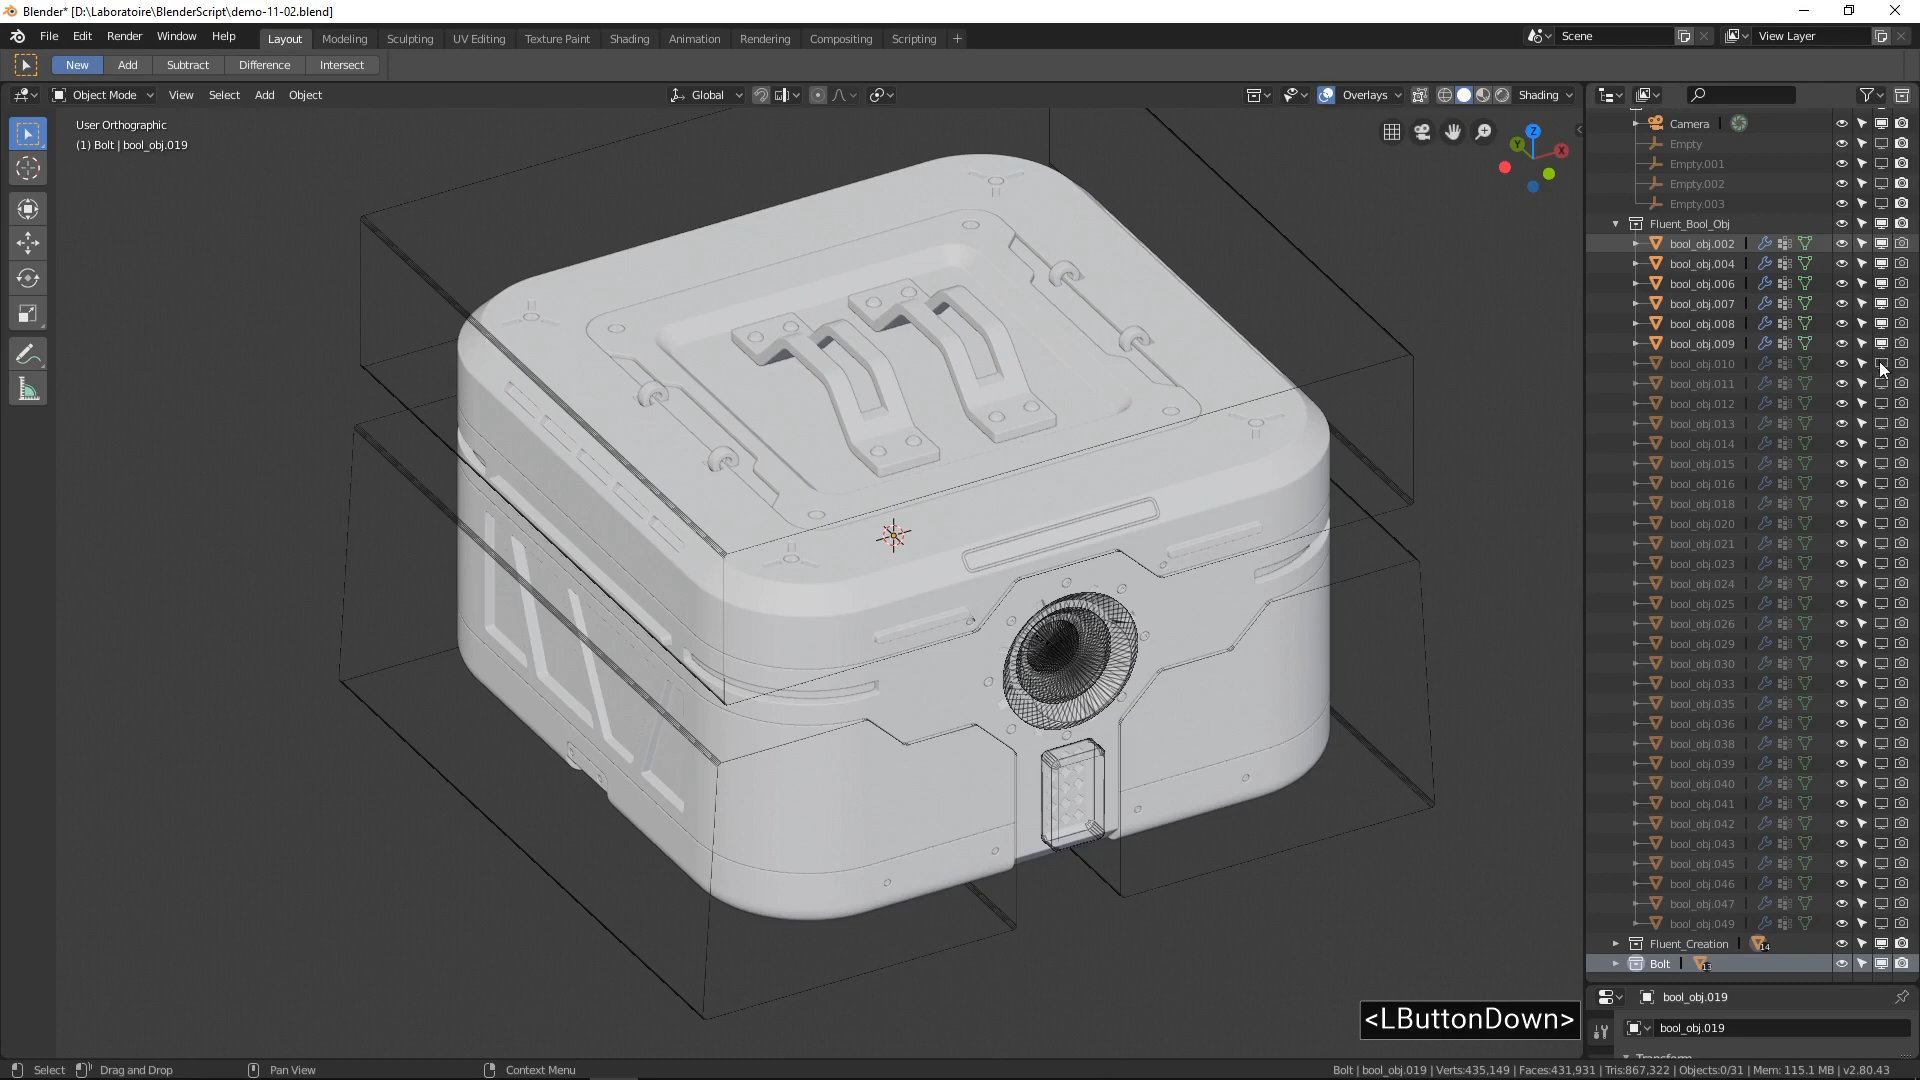 Blender* [D:\Laboratoire\BlenderScript\demo-11-02.blend]
File Edit Render Window Help Layout Modeling Sculpting UV Editing Texture Paint Shading Animation Rendering Compositing Scripting + Scene View Layer
New Add Subtract Difference Intersect
Object Mode View Select Add Object Global Overlays Shading
User Orthographic
(1) Bolt | bool_obj.019
Z
Y
X
Camera
Empty
Empty.001
Empty.002
Empty.003
Fluent_Bool_Obj
bool_obj.002
bool_obj.004
bool_obj.006
bool_obj.007
bool_obj.008
bool_obj.009
bool_obj.010
bool_obj.011
bool_obj.012
bool_obj.013
bool_obj.014
bool_obj.015
bool_obj.016
bool_obj.018
bool_obj.020
bool_obj.021
bool_obj.023
bool_obj.024
bool_obj.025
bool_obj.026
bool_obj.029
bool_obj.030
bool_obj.033
bool_obj.035
bool_obj.036
bool_obj.038
bool_obj.039
bool_obj.040
bool_obj.041
bool_obj.042
bool_obj.043
bool_obj.045
bool_obj.046
bool_obj.047
bool_obj.049
Fluent_Creation 14
Bolt 13
bool_obj.019
bool_obj.019
Transform
<LButtonDown>
Select Drag and Drop Pan View Context Menu Bolt | bool_obj.019 | Verts:435,149 | Faces:431,931 | Tris:867,322 | Objects:0/31 | Mem: 115.1 MB | v2.80.43